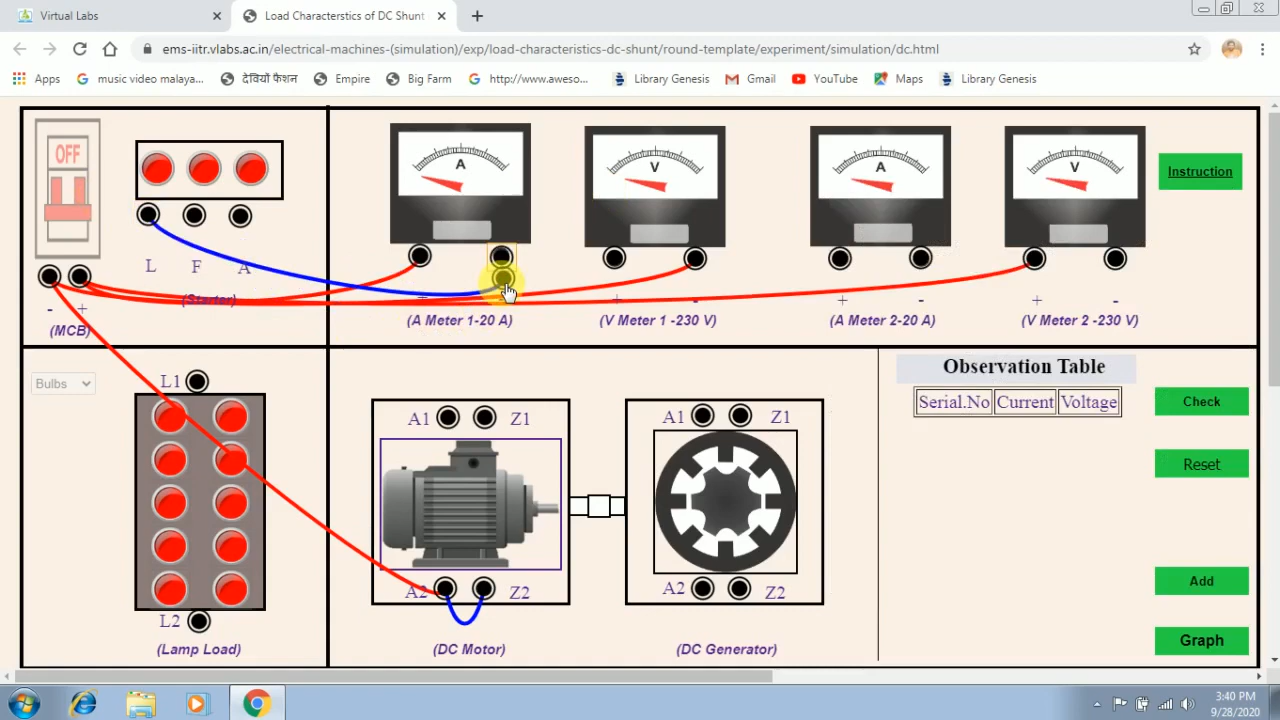 Virtual Labs
Load Characterstics of DC Shunt
ems-iitr.vlabs.ac.in/electrical-machines-(simulation)/exp/load-characteristics-dc-shunt/round-template/experiment/simulation/dc.html
Apps
music video malaya...
देवियों फैशन
Empire
Big Farm
http://www.aweso...
Library Genesis
Gmail
YouTube
Maps
Library Genesis
OFF
A
V
A
V
Instruction
L F A
(Starter)
- +
(MCB)
+
(A Meter 1-20 A)
+ -
(V Meter 1 -230 V)
+ -
(A Meter 2-20 A)
+ -
(V Meter 2 -230 V)
Bulbs
L1
L2
(Lamp Load)
A1 Z1
A2 Z2
(DC Motor)
A1 Z1
A2 Z2
(DC Generator)
Observation Table
Serial.No Current Voltage
Check
Reset
Add
Graph
3:40 PM
9/28/2020